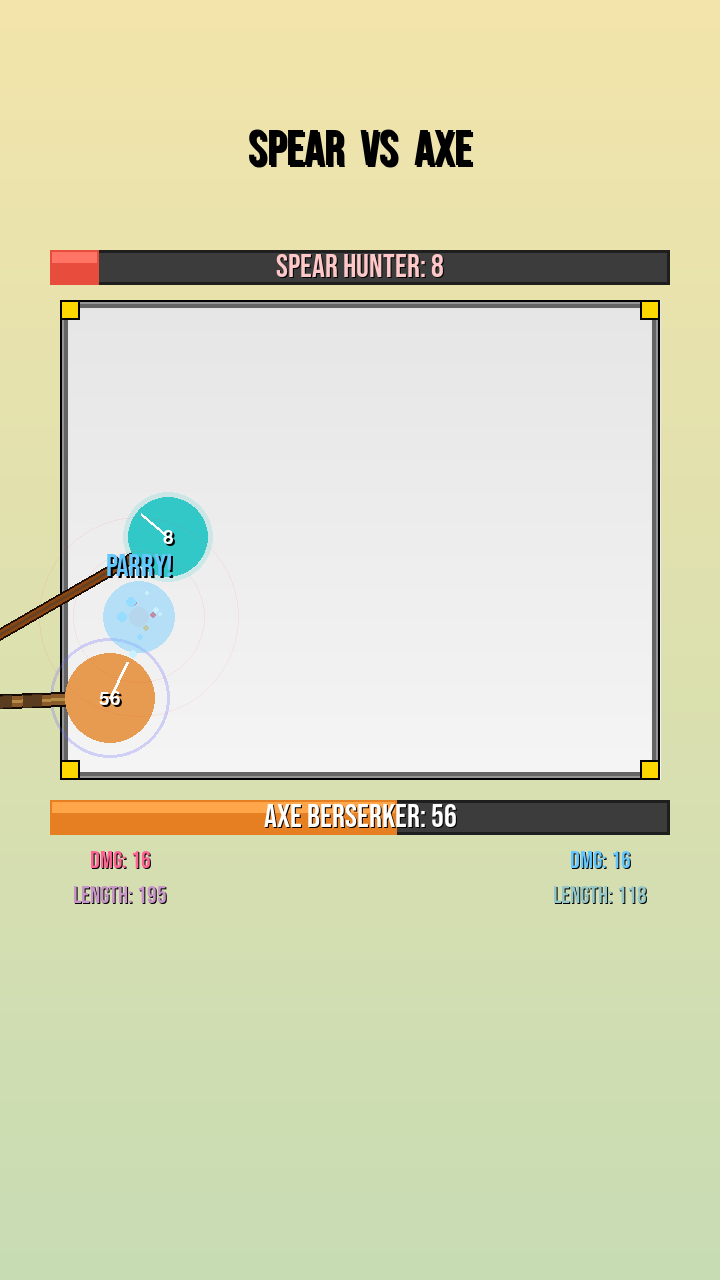 SPEAR VS AXE
SPEAR HUNTER: 8
8
PARRY!
56
AXE BERSERKER: 56
DMG: 16
DMG: 16
LENGTH: 195
LENGTH: 118